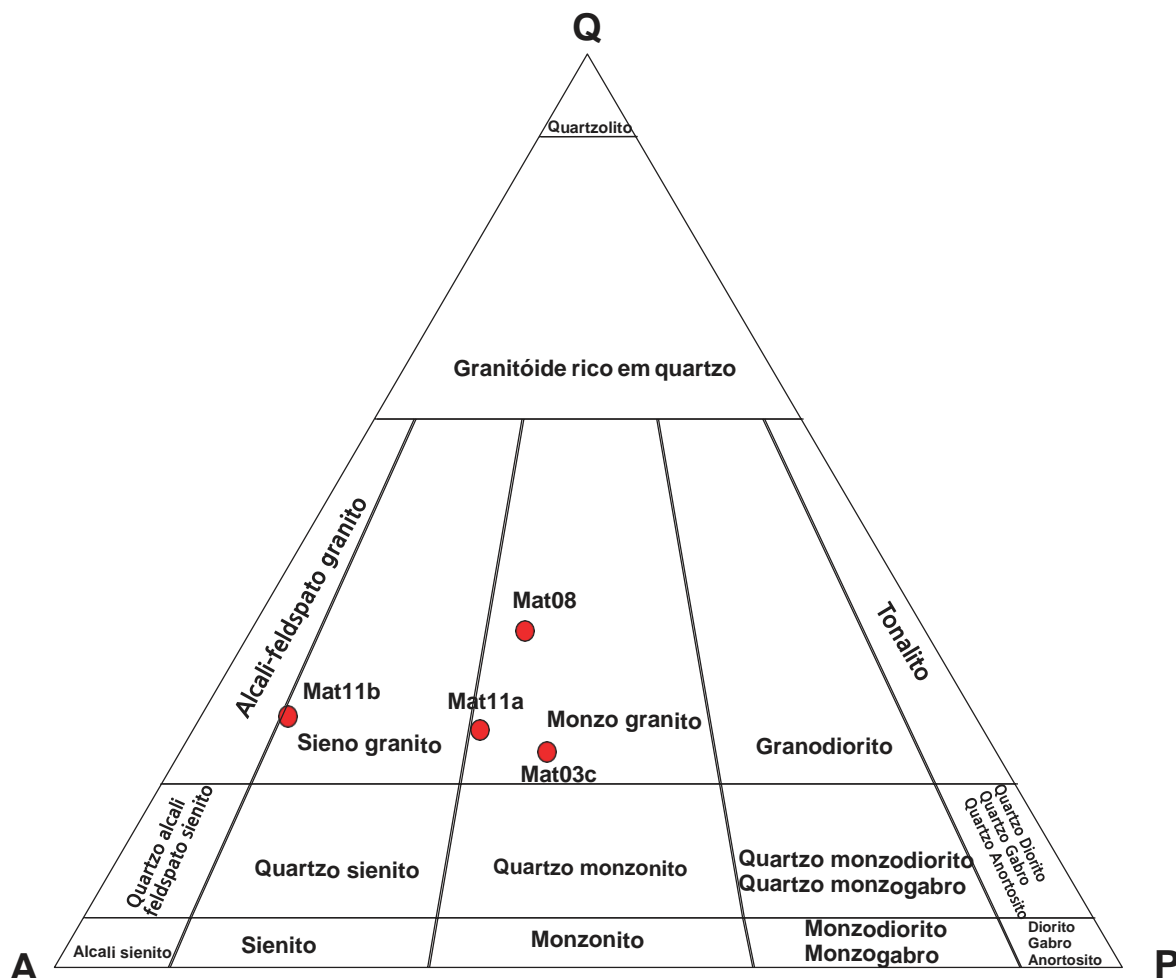 Q
Quartzolito
Granitóide rico em quartzo
Alcali-feldspato granito
Mat08
Tonalito
Mat11b
Mat11a
Sieno granito
Monzo granito
Granodiorito
Mat03c
Quartzo alcali
feldspato sienito
Quartzo sienito
Quartzo monzonito
Quartzo monzodiorito
Quartzo monzogabro
Quartzo Diorito
Quartzo Gabro
Quartzo Anortosito
A
Alcali sienito
Sienito
Monzonito
Monzodiorito
Monzogabro
Diorito
Gabro
Anortosito
P